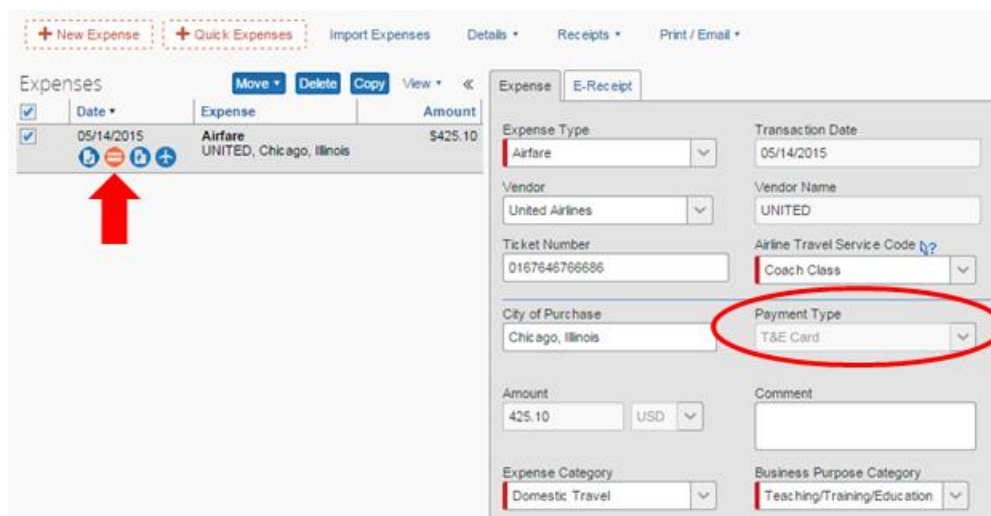 + New Expense + Quick Expenses Import Expenses Details Receipts Print / Email
Expenses Move Delete Copy View «
Date Expense Amount
05/14/2015 Airfare $425.10
UNITED, Chicago, Illinois
Expense E-Receipt
Expense Type Transaction Date
Airfare 05/14/2015
Vendor Vendor Name
United Airlines UNITED
Ticket Number Airline Travel Service Code ?
0167646766686 Coach Class
City of Purchase Payment Type
Chicago, Illinois T&E Card
Amount Comment
425.10 USD
Expense Category Business Purpose Category
Domestic Travel Teaching/Training/Education